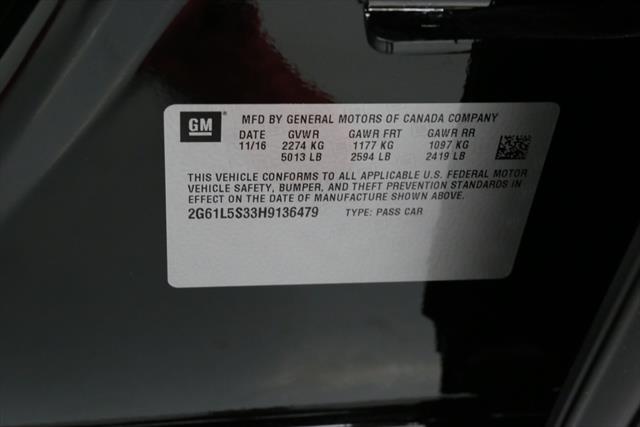 GM
MFD BY GENERAL MOTORS OF CANADA COMPANY
DATE GVWR GAWR FRT GAWR RR
11/16 2274 KG 1177 KG 1097 KG
5013 LB 2594 LB 2419 LB
THIS VEHICLE CONFORMS TO ALL APPLICABLE U.S. FEDERAL MOTOR
VEHICLE SAFETY, BUMPER, AND THEFT PREVENTION STANDARDS IN
EFFECT ON THE DATE OF MANUFACTURE SHOWN ABOVE.
2G61L5S33H9136479 TYPE: PASS CAR